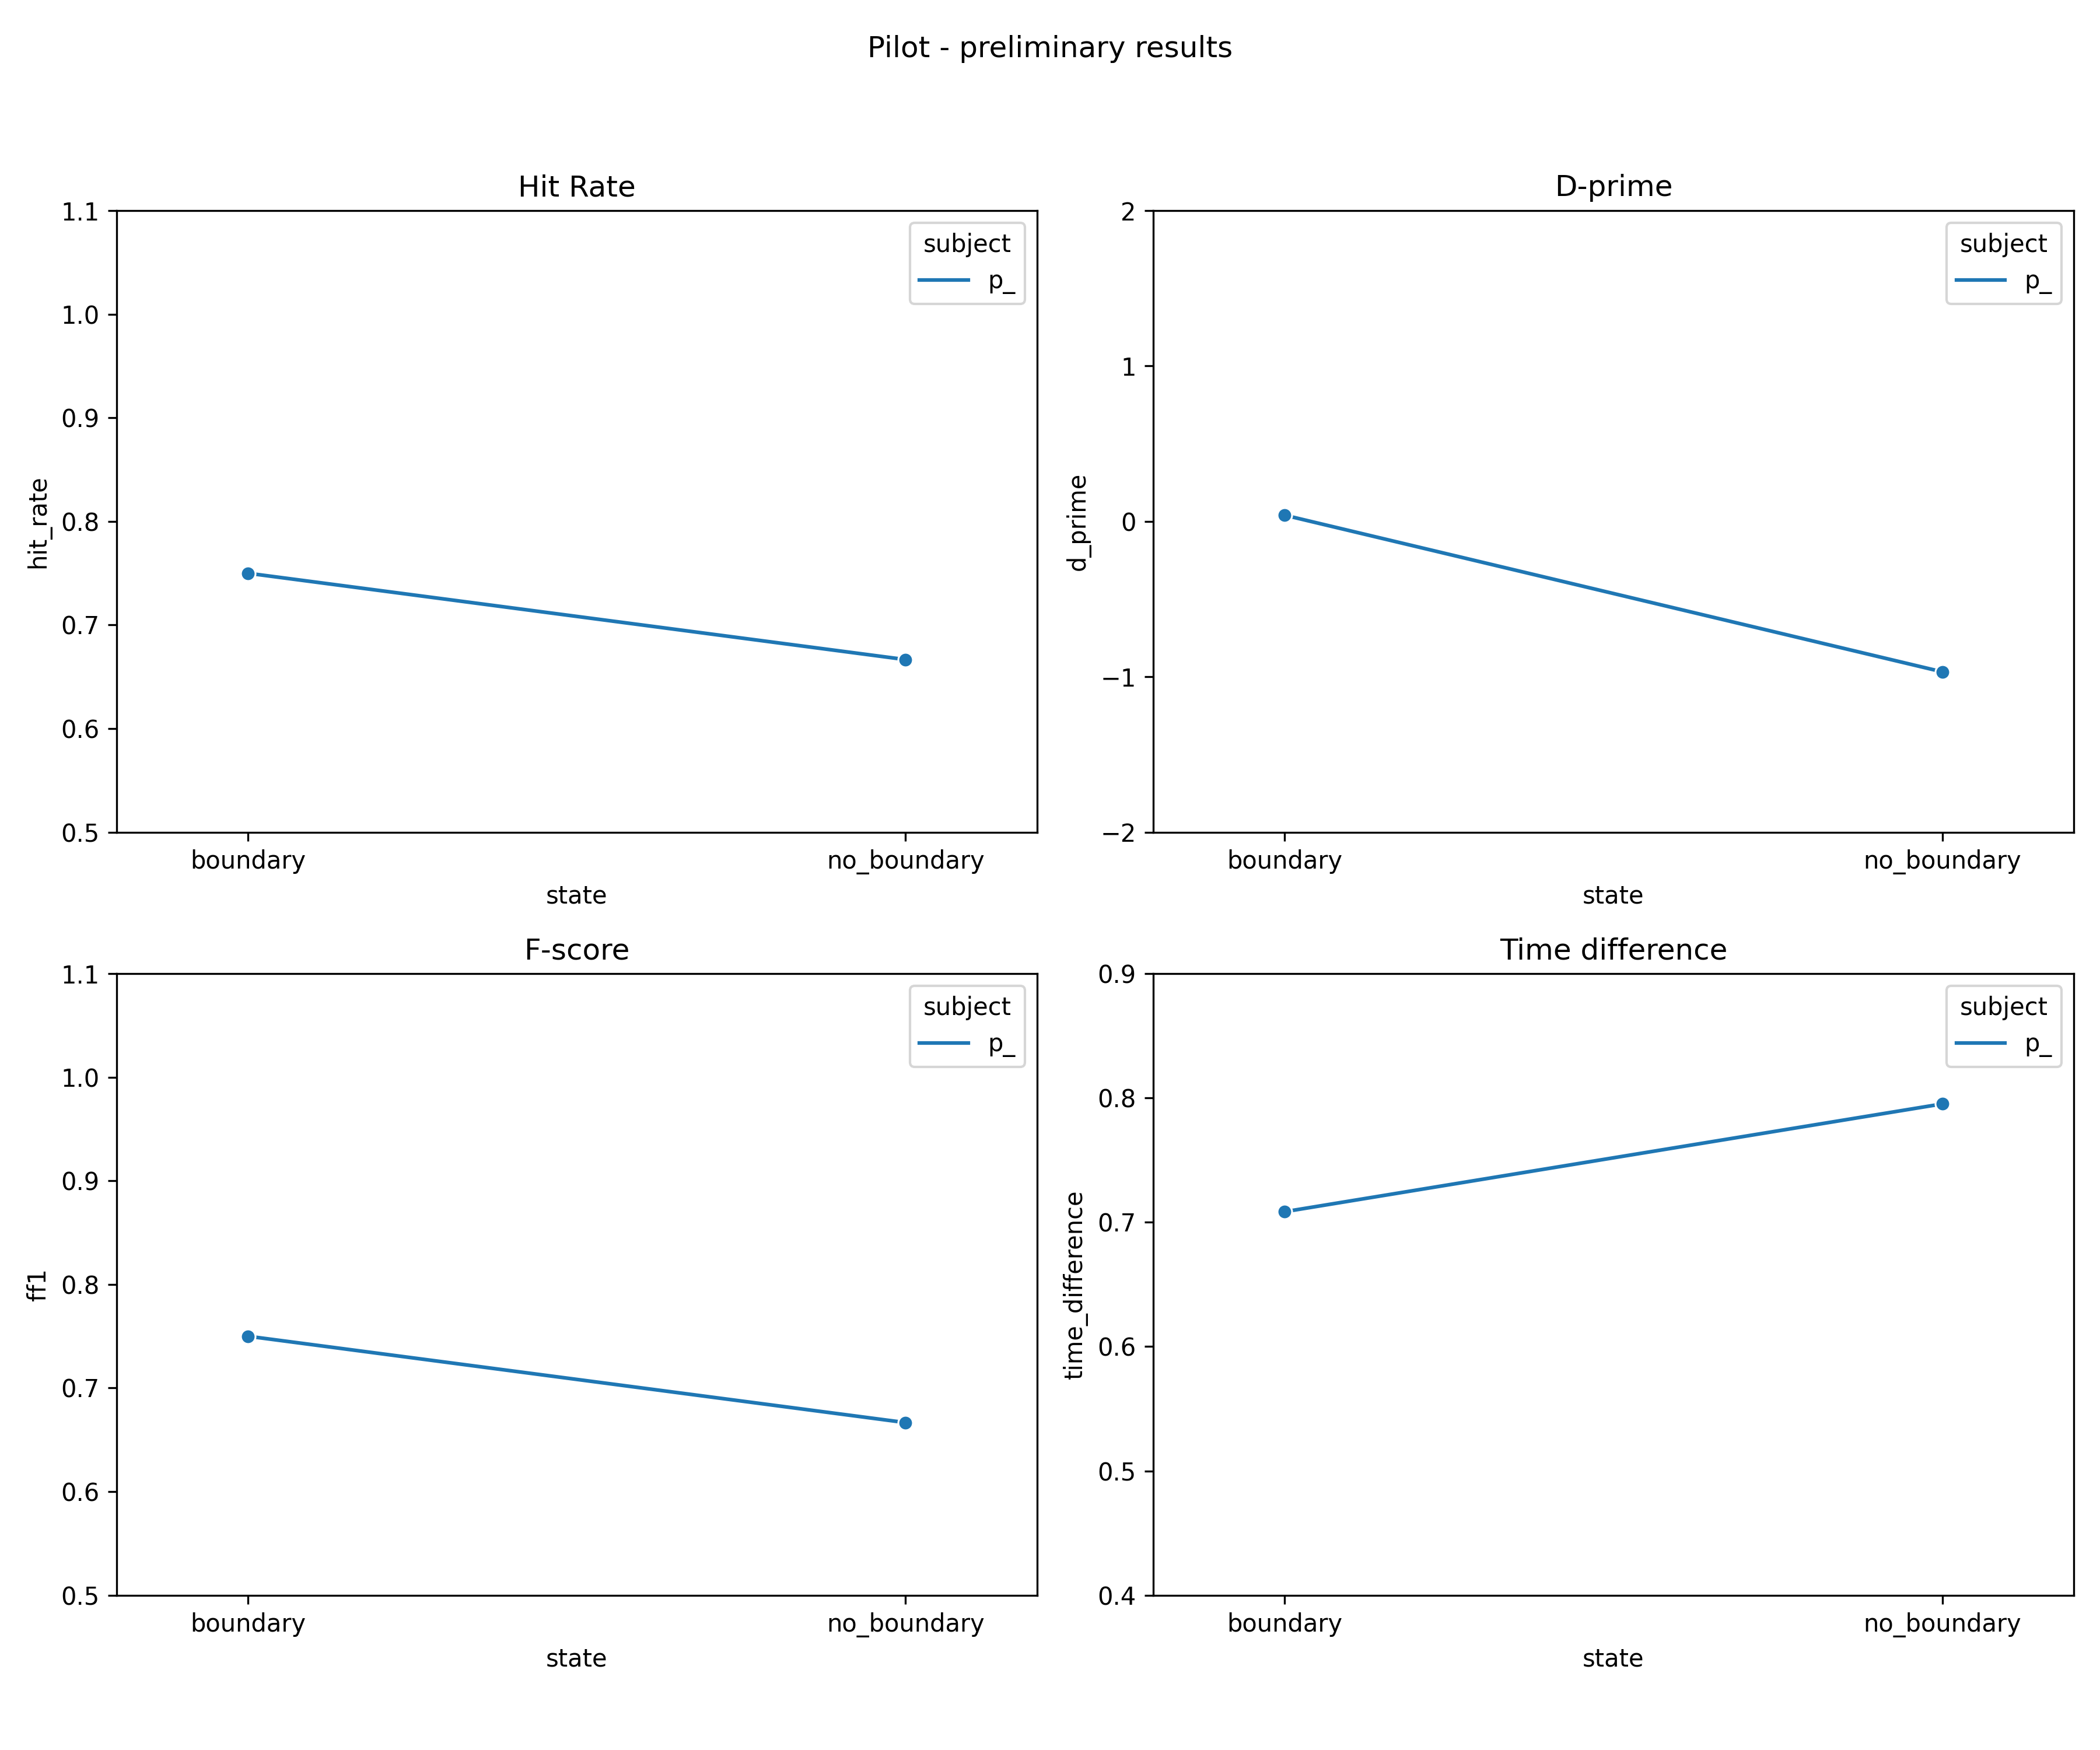 Pilot - preliminary results
Hit Rate
1.1
1.0
0.9
0.8
0.7
0.6
0.5
hit_rate
subject
p_
boundary
no_boundary
state
D-prime
2
1
0
−1
−2
d_prime
subject
p_
boundary
no_boundary
state
F-score
1.1
1.0
0.9
0.8
0.7
0.6
0.5
ff1
subject
p_
boundary
no_boundary
state
Time difference
0.9
0.8
0.7
0.6
0.5
0.4
time_difference
subject
p_
boundary
no_boundary
state